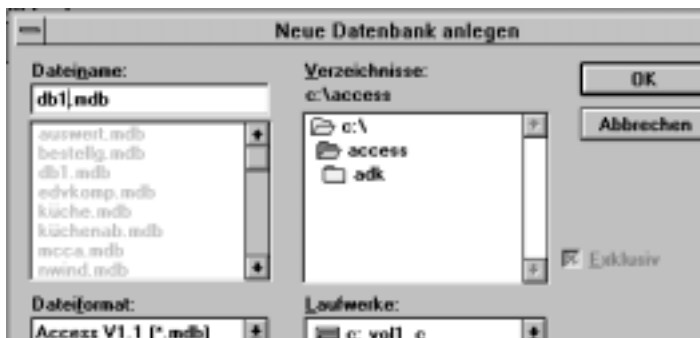 Neue Datenbank anlegen
Dateiname:
db1.mdb
auswert.mdb
bestellg.mdb
db1.mdb
edvkomp.mdb
küche.mdb
küchenab.mdb
mcca.mdb
nwind.mdb
Dateiformat:
Access V1.1 (*.mdb)
Verzeichnisse:
c:\access
c:\
access
adk
Laufwerke:
c: vol1_c
OK
Abbrechen
Exklusiv